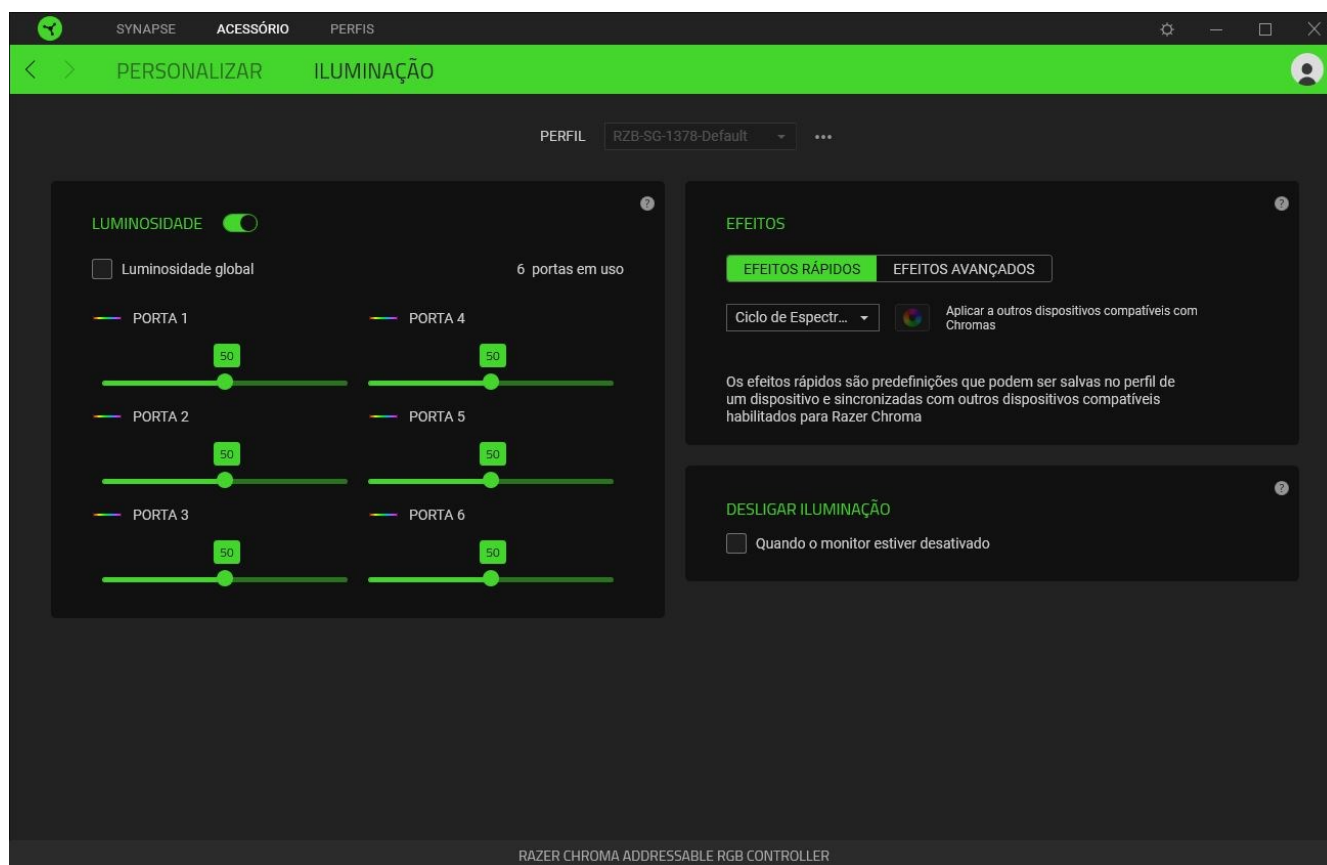 SYNAPSE ACESSÓRIO PERFIS
PERSONALIZAR ILUMINAÇÃO
PERFIL RZB-SG-1378-Default
LUMINOSIDADE
Luminosidade global 6 portas em uso
PORTA 1 PORTA 4
50 50
PORTA 2 PORTA 5
50 50
PORTA 3 PORTA 6
50 50
EFEITOS
EFEITOS RÁPIDOS EFEITOS AVANÇADOS
Ciclo de Espectr... Aplicar a outros dispositivos compatíveis com
Chromas
Os efeitos rápidos são predefinições que podem ser salvas no perfil de
um dispositivo e sincronizadas com outros dispositivos compatíveis
habilitados para Razer Chroma
DESLIGAR ILUMINAÇÃO
Quando o monitor estiver desativado
RAZER CHROMA ADDRESSABLE RGB CONTROLLER